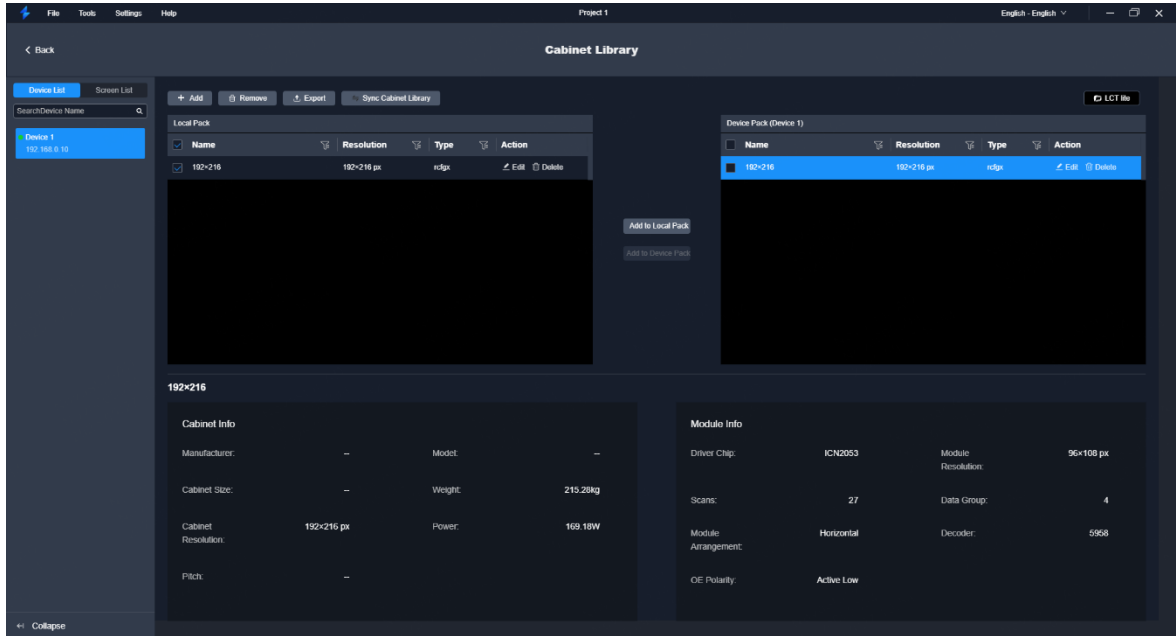 File Tools Settings Help Project 1 English - English
Back Cabinet Library
Device List Screen List
SearchDevice Name
Device 1
192.168.0.10
+ Add Remove Export Sync Cabinet Library LCT file
Local Pack
Name Resolution Type Action
192×216 192×216 px rcfgx Edit Delete
Add to Local Pack
Add to Device Pack
Device Pack (Device 1)
Name Resolution Type Action
192×216 192×216 px rcfgx Edit Delete
192×216
Cabinet Info
Manufacturer: -- Model: --
Cabinet Size: -- Weight: 215.28kg
Cabinet
Resolution: 192×216 px Power: 169.18W
Pitch: --
Module Info
Driver Chip: ICN2053 Module
Resolution: 96×108 px
Scans: 27 Data Group: 4
Module
Arrangement: Horizontal Decoder: 5958
OE Polarity: Active Low
Collapse